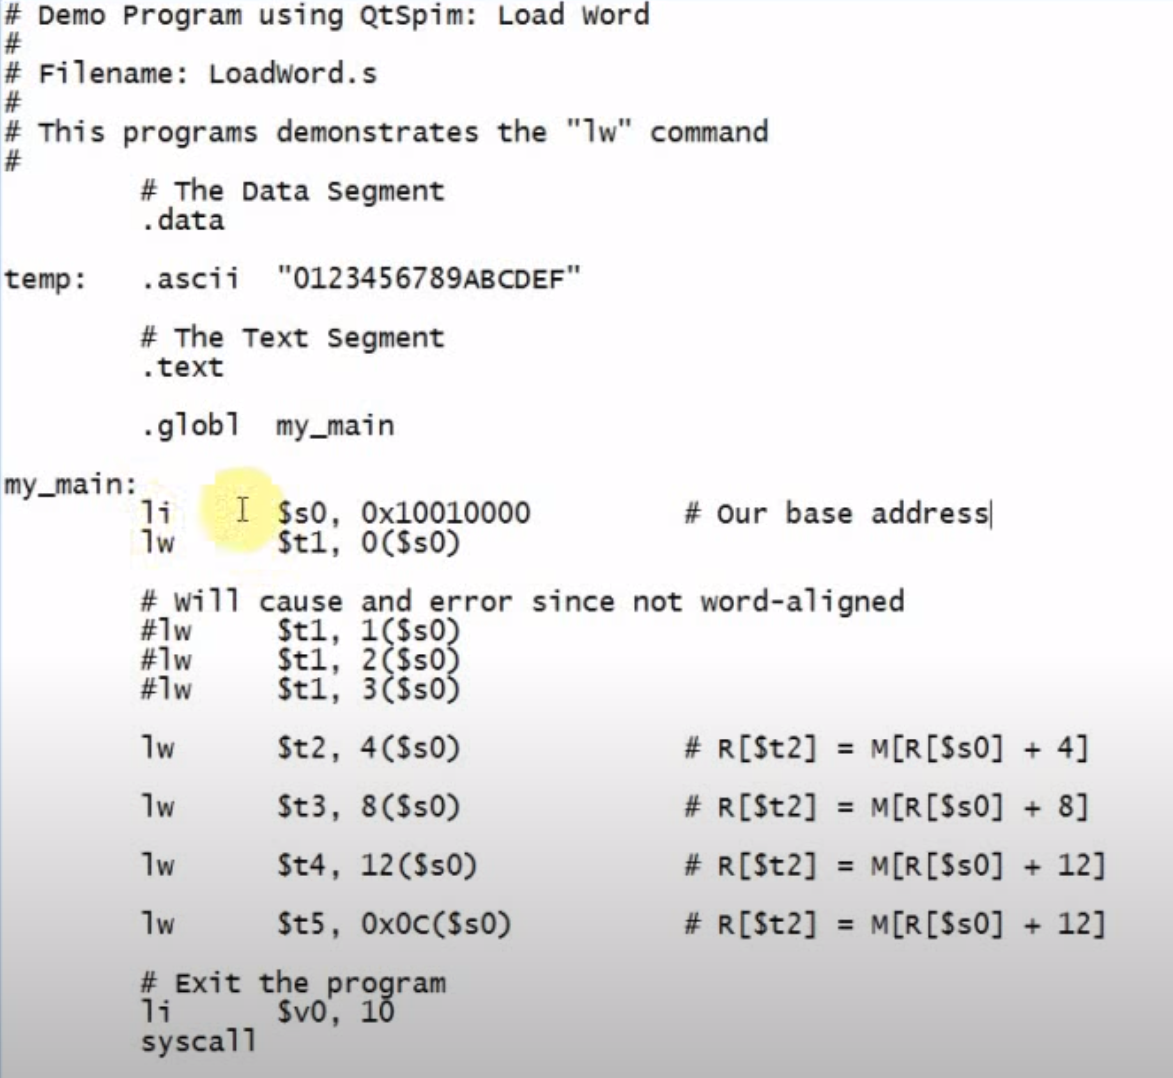 # Demo Program using QtSpim: Load Word
#
# Filename: LoadWord.s
#
# This programs demonstrates the "lw" command
#
# The Data Segment
.data
temp: .ascii "0123456789ABCDEF"
# The Text Segment
.text
.globl my_main
my_main:
li $s0, 0x10010000 # Our base address
lw $t1, 0($s0)
# Will cause and error since not word-aligned
#lw $t1, 1($s0)
#lw $t1, 2($s0)
#lw $t1, 3($s0)
lw $t2, 4($s0) # R[$t2] = M[R[$s0] + 4]
lw $t3, 8($s0) # R[$t2] = M[R[$s0] + 8]
lw $t4, 12($s0) # R[$t2] = M[R[$s0] + 12]
lw $t5, 0x0C($s0) # R[$t2] = M[R[$s0] + 12]
# Exit the program
li $v0, 10
syscall